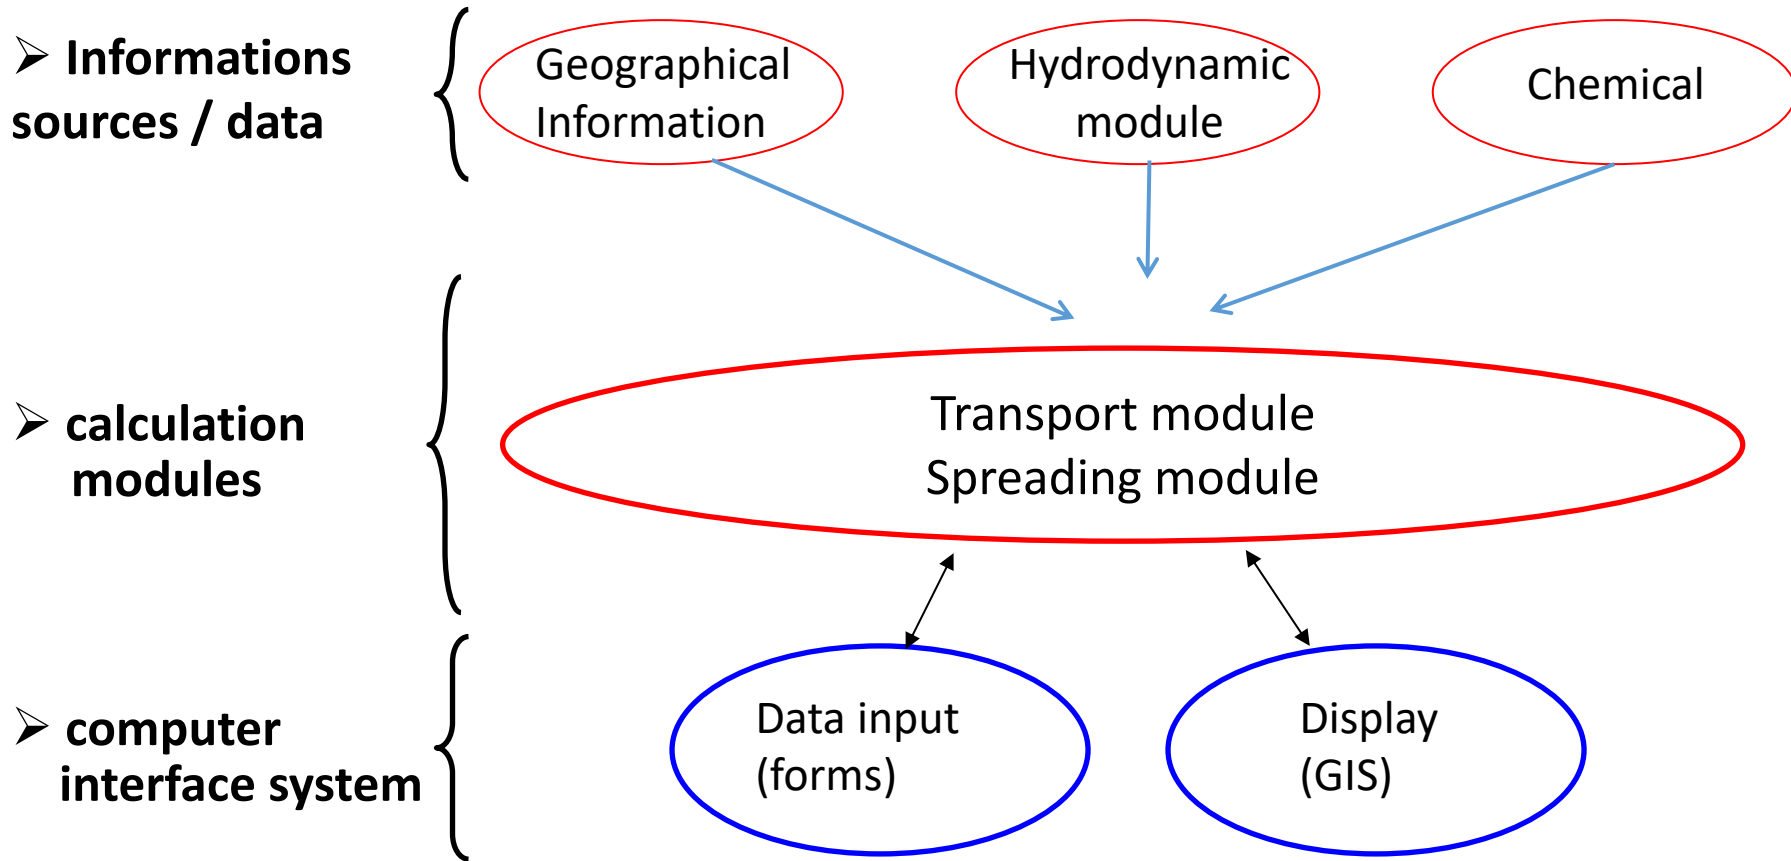 ➢ Informations
sources / data
Geographical
Information
Hydrodynamic
module
Chemical
➢ calculation
modules
Transport module
Spreading module
➢ computer
interface system
Data input
(forms)
Display
(GIS)